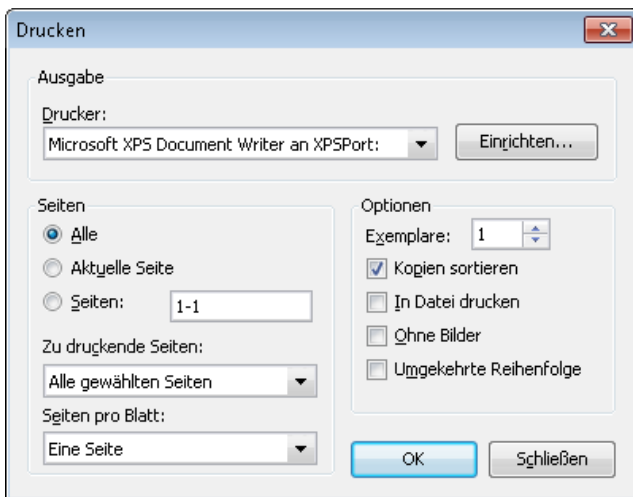 Drucken
Ausgabe
Drucker:
Microsoft XPS Document Writer an XPSPort:
Einrichten...
Seiten
Alle
Aktuelle Seite
Seiten: 1-1
Zu druckende Seiten:
Alle gewählten Seiten
Seiten pro Blatt:
Eine Seite
Optionen
Exemplare: 1
Kopien sortieren
In Datei drucken
Ohne Bilder
Umgekehrte Reihenfolge
OK
Schließen